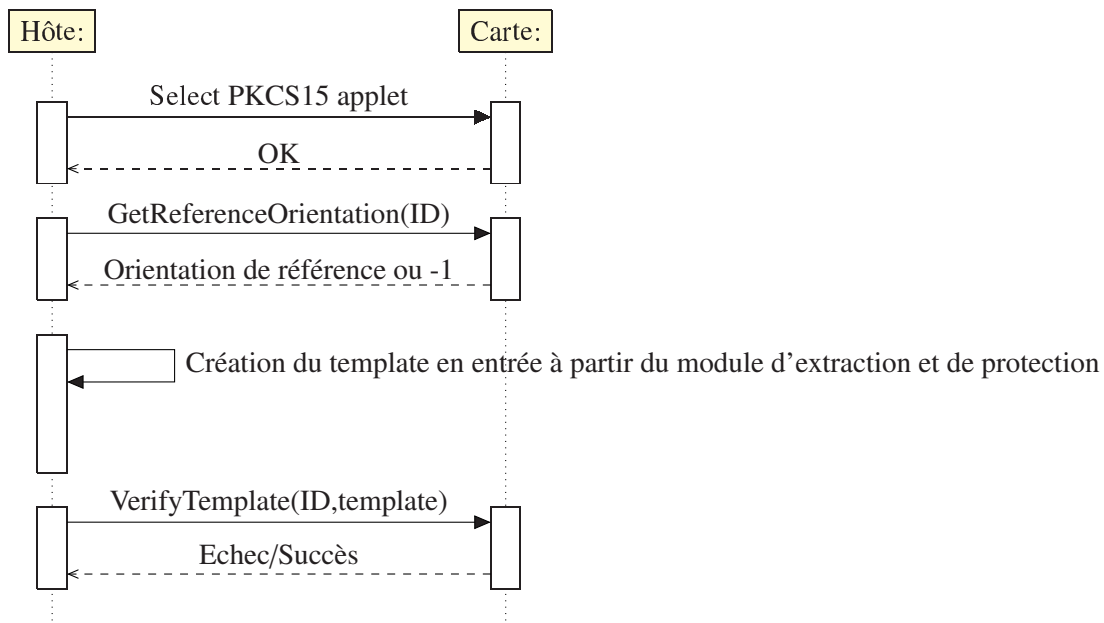 Hôte:
Carte:
Select PKCS15 applet
OK
GetReferenceOrientation(ID)
Orientation de référence ou -1
Création du template en entrée à partir du module d'extraction et de protection
VerifyTemplate(ID,template)
Echec/Succès